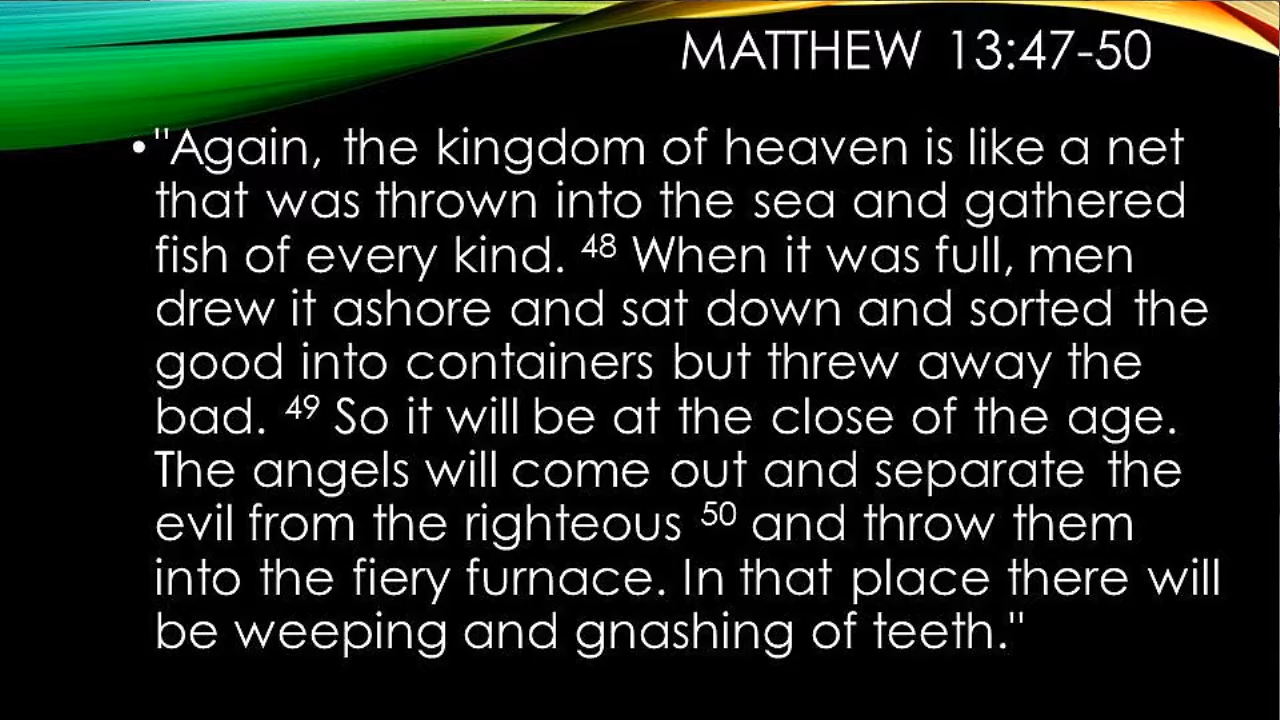 MATTHEW 13:47-50
• "Again, the kingdom of heaven is like a net
that was thrown into the sea and gathered
fish of every kind. 48 When it was full, men
drew it ashore and sat down and sorted the
good into containers but threw away the
bad. 49 So it will be at the close of the age.
The angels will come out and separate the
evil from the righteous 50 and throw them
into the fiery furnace. In that place there will
be weeping and gnashing of teeth."